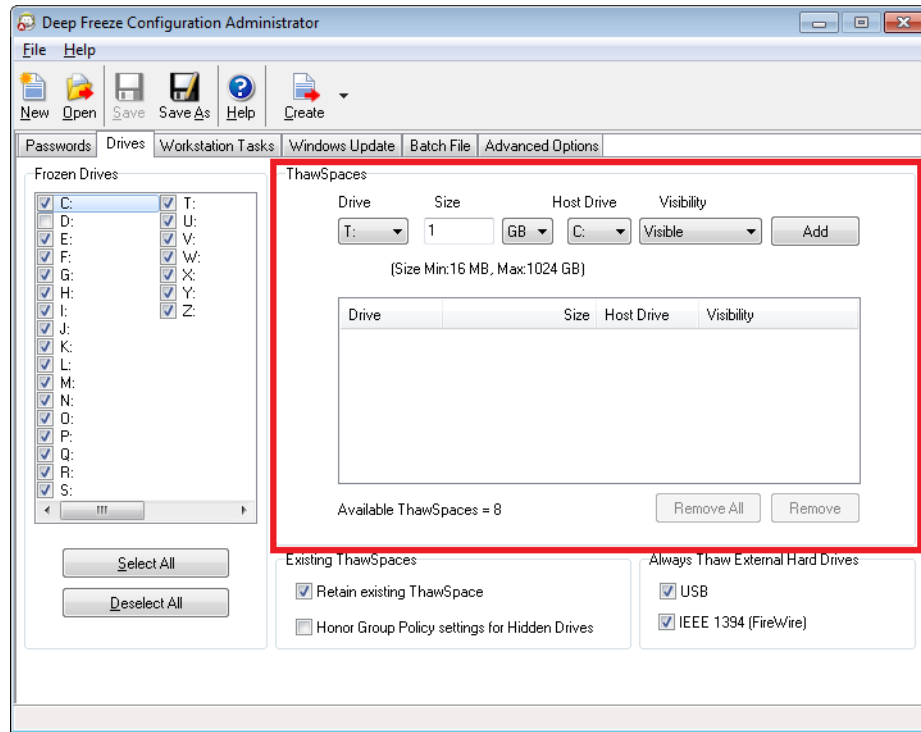 Deep Freeze Configuration Administrator
File Help
New Open Save Save As Help Create
Passwords Drives Workstation Tasks Windows Update Batch File Advanced Options
Frozen Drives
C: T:
D: U:
E: V:
F: W:
G: X:
H: Y:
I: Z:
J:
K:
L:
M:
N:
O:
P:
Q:
R:
S:
Select All
Deselect All
ThawSpaces
Drive Size Host Drive Visibility
T: 1 GB C: Visible Add
(Size Min:16 MB, Max:1024 GB)
Drive Size Host Drive Visibility
Available ThawSpaces = 8 Remove All Remove
Existing ThawSpaces
Retain existing ThawSpace
Honor Group Policy settings for Hidden Drives
Always Thaw External Hard Drives
USB
IEEE 1394 (FireWire)